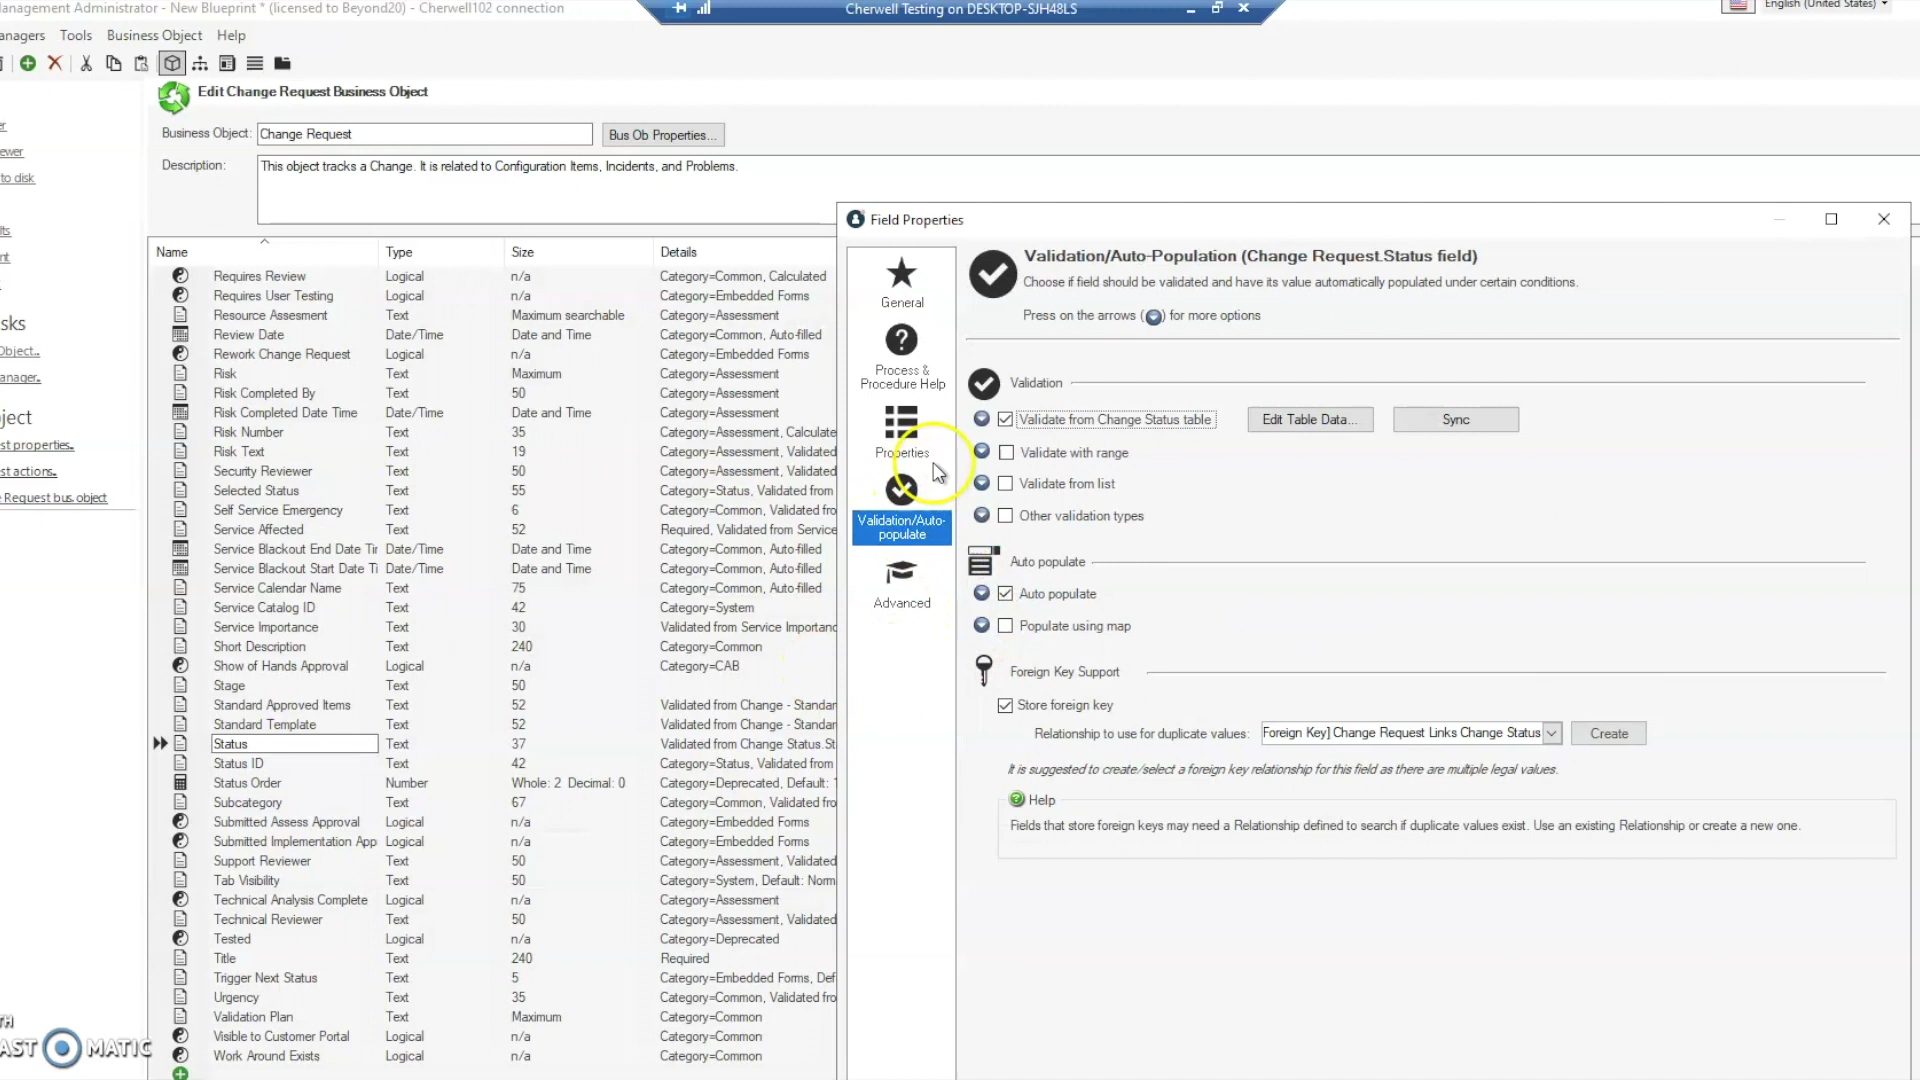 anagement Administrator - New Blueprint * (licensed to Beyond20) - Cherwell102 connection
Cherwell Testing on DESKTOP-SJH48LS
English (United States)
anagers Tools Business Object Help
Edit Change Request Business Object
Business Object: Change Request Bus Ob Properties...
Description: This object tracks a Change. It is related to Configuration Items, Incidents, and Problems.
er
ewer
to disk
lts
nt
sks
Object...
anager...
ject
est properties...
est actions...
e Request bus. object
Name Type Size Details
Requires Review Logical n/a Category=Common, Calculated
Requires User Testing Logical n/a Category=Embedded Forms
Resource Assesment Text Maximum searchable Category=Assessment
Review Date Date/Time Date and Time Category=Common, Auto-filled
Rework Change Request Logical n/a Category=Embedded Forms
Risk Text Maximum Category=Assessment
Risk Completed By Text 50 Category=Assessment
Risk Completed Date Time Date/Time Date and Time Category=Assessment
Risk Number Text 35 Category=Assessment, Calculate
Risk Text Text 19 Category=Assessment, Validated
Security Reviewer Text 50 Category=Assessment, Validated
Selected Status Text 55 Category=Status, Validated from
Self Service Emergency Text 6 Category=Common, Validated fro
Service Affected Text 52 Required, Validated from Service
Service Blackout End Date Tir Date/Time Date and Time Category=Common, Auto-filled
Service Blackout Start Date Ti Date/Time Date and Time Category=Common, Auto-filled
Service Calendar Name Text 75 Category=Common, Auto-filled
Service Catalog ID Text 42 Category=System
Service Importance Text 30 Validated from Service Importanc
Short Description Text 240 Category=Common
Show of Hands Approval Logical n/a Category=CAB
Stage Text 50
Standard Approved Items Text 52 Validated from Change - Standar
Standard Template Text 52 Validated from Change - Standar
Status Text 37 Validated from Change Status.St
Status ID Text 42 Category=Status, Validated from
Status Order Number Whole: 2 Decimal: 0 Category=Deprecated, Default: 1
Subcategory Text 67 Category=Common, Validated fro
Submitted Assess Approval Logical n/a Category=Embedded Forms
Submitted Implementation App Logical n/a Category=Embedded Forms
Support Reviewer Text 50 Category=Assessment, Validated
Tab Visibility Text 50 Category=System, Default: Norm
Technical Analysis Complete Logical n/a Category=Assessment
Technical Reviewer Text 50 Category=Assessment, Validated
Tested Logical n/a Category=Deprecated
Title Text 240 Required
Trigger Next Status Text 5 Category=Embedded Forms, Def
Urgency Text 35 Category=Common, Validated fro
Validation Plan Text Maximum Category=Common
Visible to Customer Portal Logical n/a Category=Common
Work Around Exists Logical n/a Category=Common
Field Properties
General
Process &
Procedure Help
Properties
Validation/Auto-
populate
Advanced
Validation/Auto-Population (Change Request.Status field)
Choose if field should be validated and have its value automatically populated under certain conditions.
Press on the arrows ( ) for more options
Validation
Validate from Change Status table Edit Table Data... Sync
Validate with range
Validate from list
Other validation types
Auto populate
Auto populate
Populate using map
Foreign Key Support
Store foreign key
Relationship to use for duplicate values: Foreign Key] Change Request Links Change Status Create
It is suggested to create/select a foreign key relationship for this field as there are multiple legal values.
Help
Fields that store foreign keys may need a Relationship defined to search if duplicate values exist. Use an existing Relationship or create a new one.
TH
AST MATIC